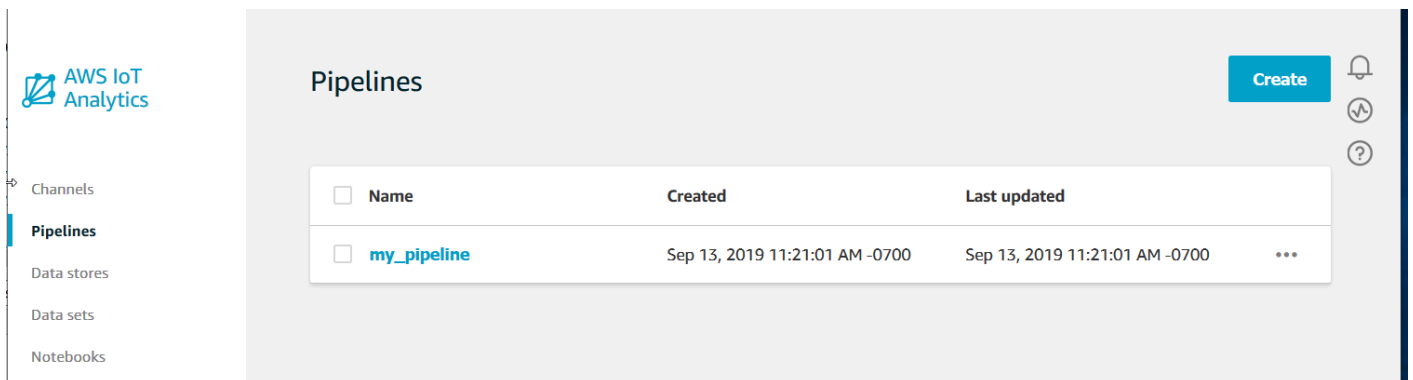 AWS IoT
Analytics
Channels
Pipelines
Data stores
Data sets
Notebooks
Pipelines
Create
Name Created Last updated
my_pipeline Sep 13, 2019 11:21:01 AM -0700 Sep 13, 2019 11:21:01 AM -0700